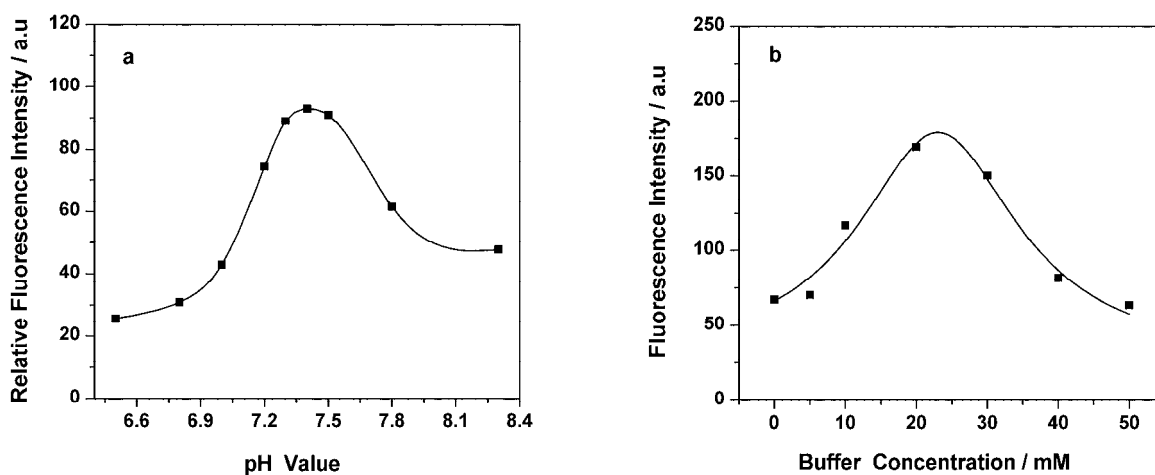 a
Relative Fluorescence Intensity / a.u
120
100
80
60
40
20
0
6.6 6.9 7.2 7.5 7.8 8.1 8.4
pH Value
b
Fluorescence Intensity / a.u
250
200
150
100
50
0
0 10 20 30 40 50
Buffer Concentration / mM